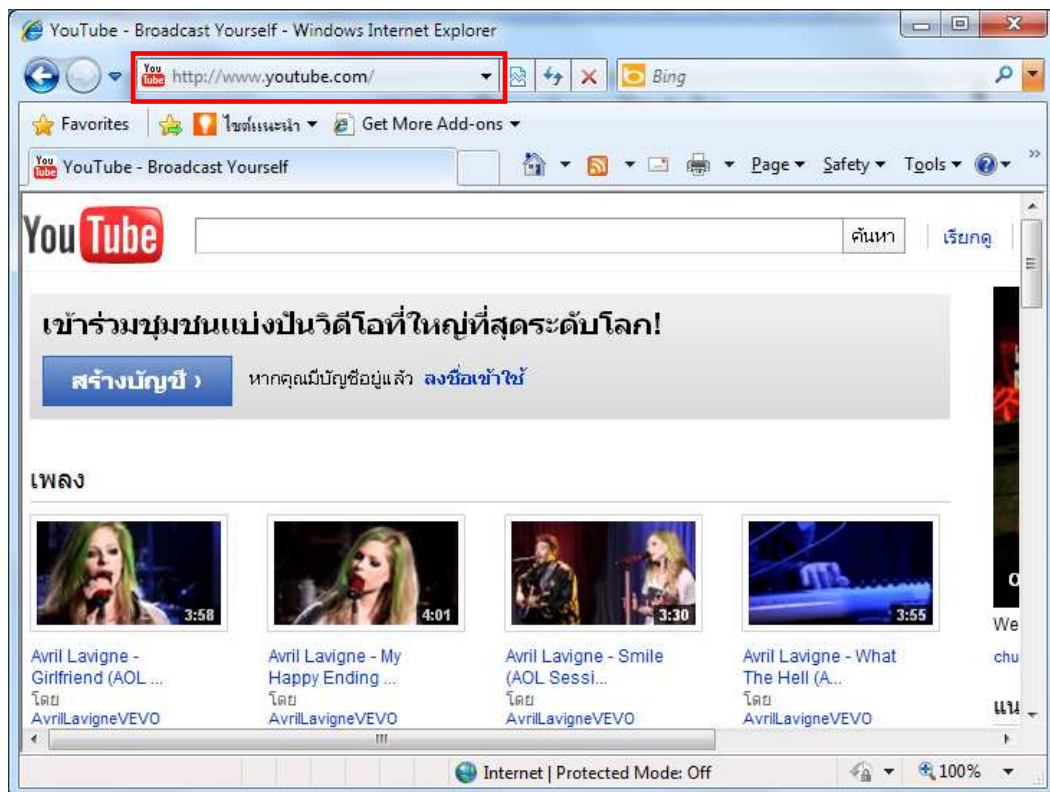 YouTube - Broadcast Yourself - Windows Internet Explorer
You Tube http://www.youtube.com/ Bing
Favorites ไซต์แนะนำ Get More Add-ons
You Tube YouTube - Broadcast Yourself Page Safety Tools
You Tube ค้นหา เรียกดู
เข้าร่วมชุมชนแบ่งปันวิดีโอที่ใหญ่ที่สุดระดับโลก!
สร้างบัญชี › หากคุณมีบัญชีอยู่แล้ว ลงชื่อเข้าใช้
เพลง
3:58 4:01 3:30 3:55
We
Avril Lavigne - Avril Lavigne - My Avril Lavigne - Smile Avril Lavigne - What chu
Girlfriend (AOL ... Happy Ending ... (AOL Sessi... The Hell (A...
โดย โดย โดย โดย
AvrilLavigneVEVO AvrilLavigneVEVO AvrilLavigneVEVO AvrilLavigneVEVO แน
Internet | Protected Mode: Off 100%